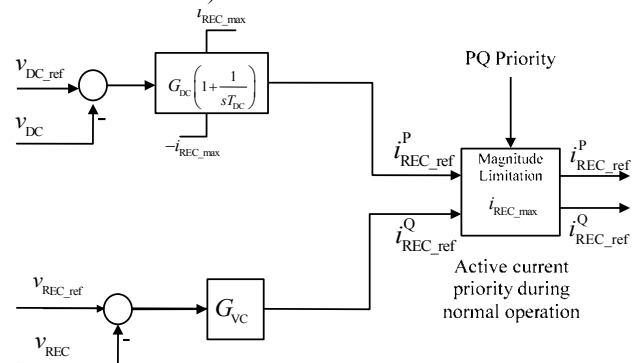 i_REC_max
v_DC_ref
v_DC
-
G_DC(1+1/sT_DC)
-i_REC_max
PQ Priority
i^P_REC_ref
Magnitude
Limitation
i_REC_max
i^P_REC_ref
i^Q_REC_ref
i^Q_REC_ref
Active current
priority during
normal operation
v_REC_ref
v_REC
-
G_VC